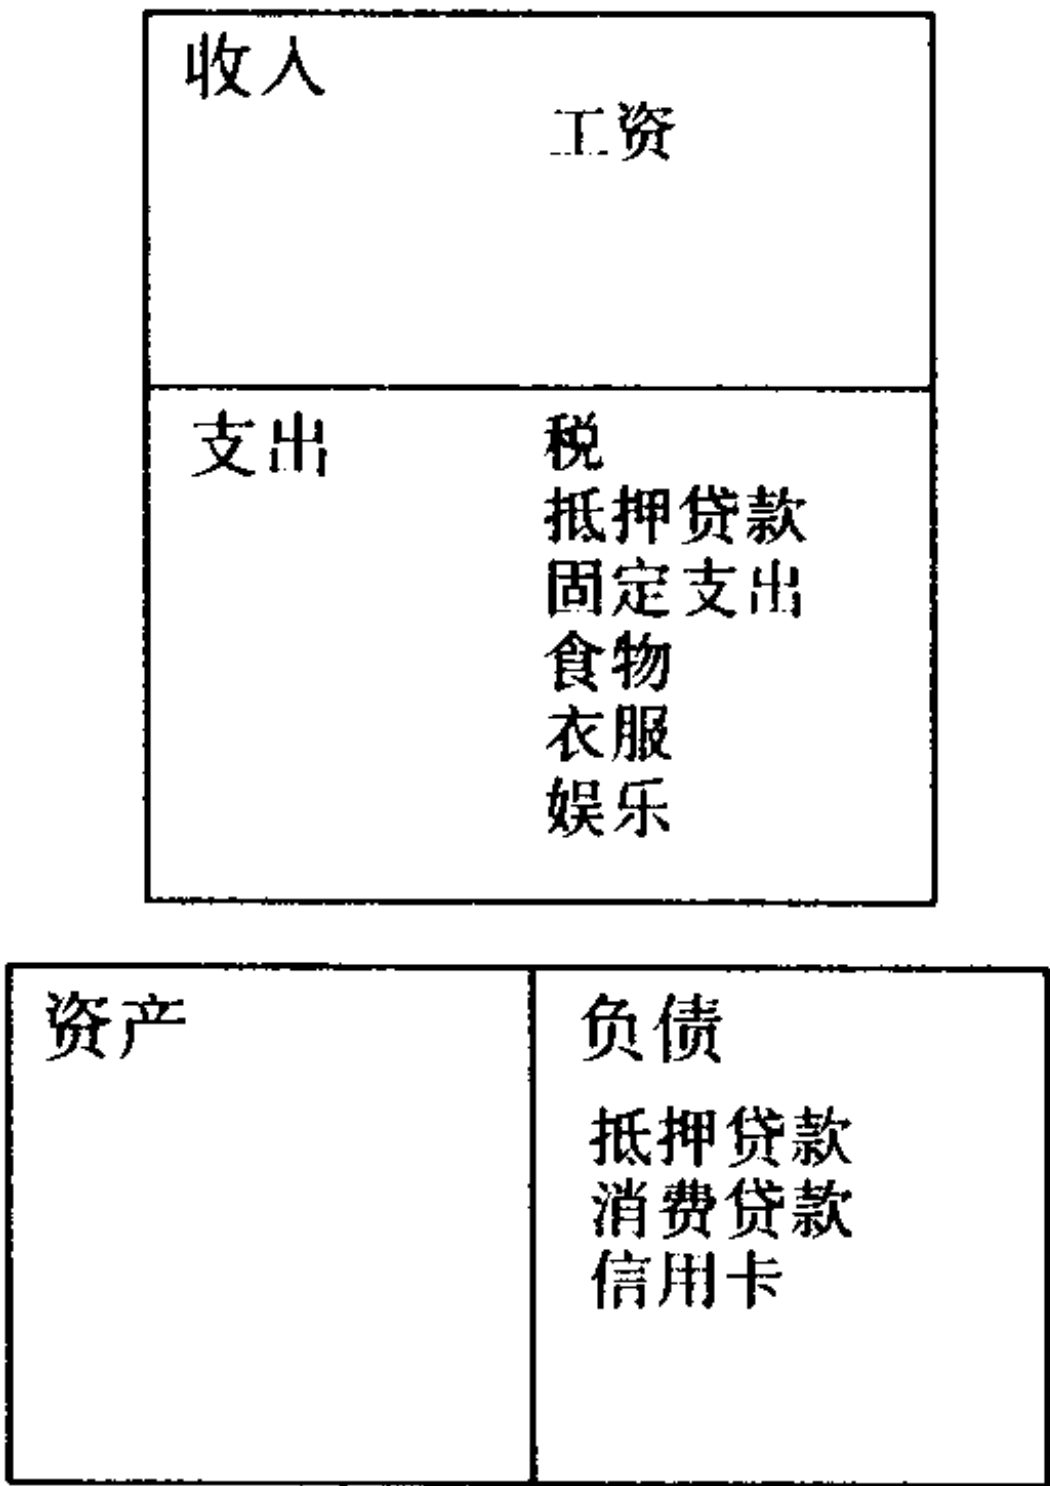 收入
工资
支出
税
抵押贷款
固定支出
食物
衣服
娱乐
资产
负债
抵押贷款
消费贷款
信用卡